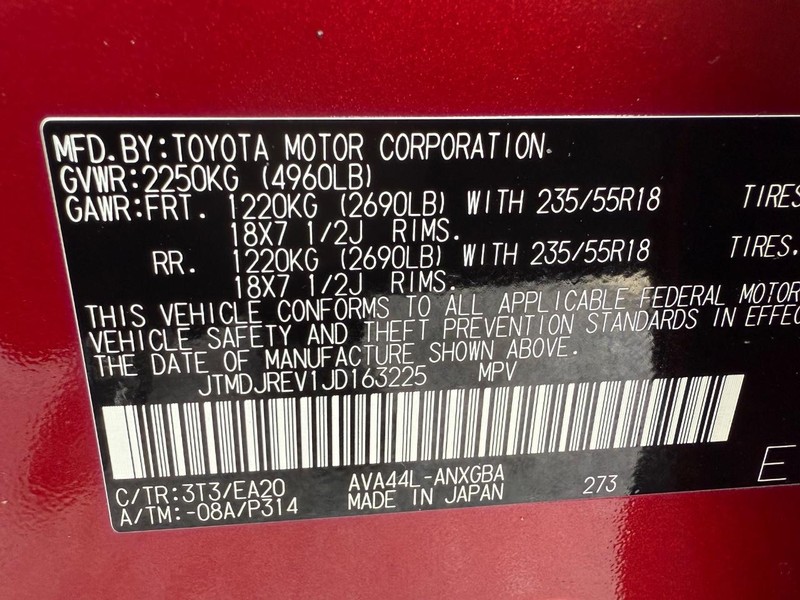 MFD.BY:TOYOTA MOTOR CORPORATION
GVWR:2250KG (4960LB)
GAWR:FRT. 1220KG (2690LB) WITH 235/55R18 TIRES
18X7 1/2J RIMS.
RR. 1220KG (2690LB) WITH 235/55R18 TIRES.
18X7 1/2J RIMS.
THIS VEHICLE CONFORMS TO ALL APPLICABLE FEDERAL MOTOR
VEHICLE SAFETY AND THEFT PREVENTION STANDARDS IN EFFEC
THE DATE OF MANUFACTURE SHOWN ABOVE.
JTMDJREV1JD163225 MPV
C/TR:3T3/EA20 AVA44L-ANXGBA 273 E
A/TM:-08A/P314 MADE IN JAPAN